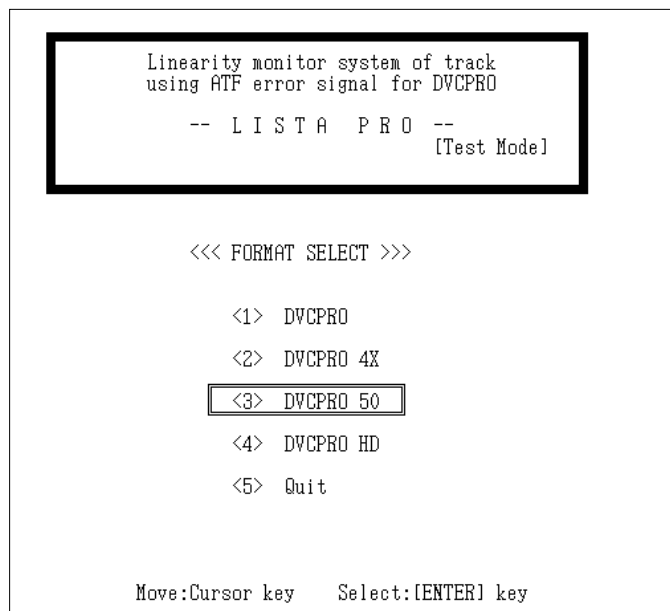 Linearity monitor system of track
using ATF error signal for DVCPRO
-- L I S T A  P R O --
[Test Mode]
<<< FORMAT SELECT >>>
<1> DVCPRO
<2> DVCPRO 4X
<3> DVCPRO 50
<4> DVCPRO HD
<5> Quit
Move:Cursor key Select:[ENTER] key